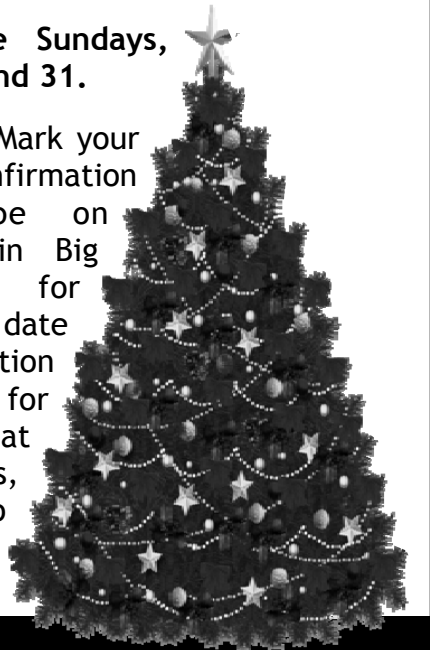 Sundays,
nd 31.
Mark your
nfirmation
be on
in Big
for
date
tion
for
at
s,